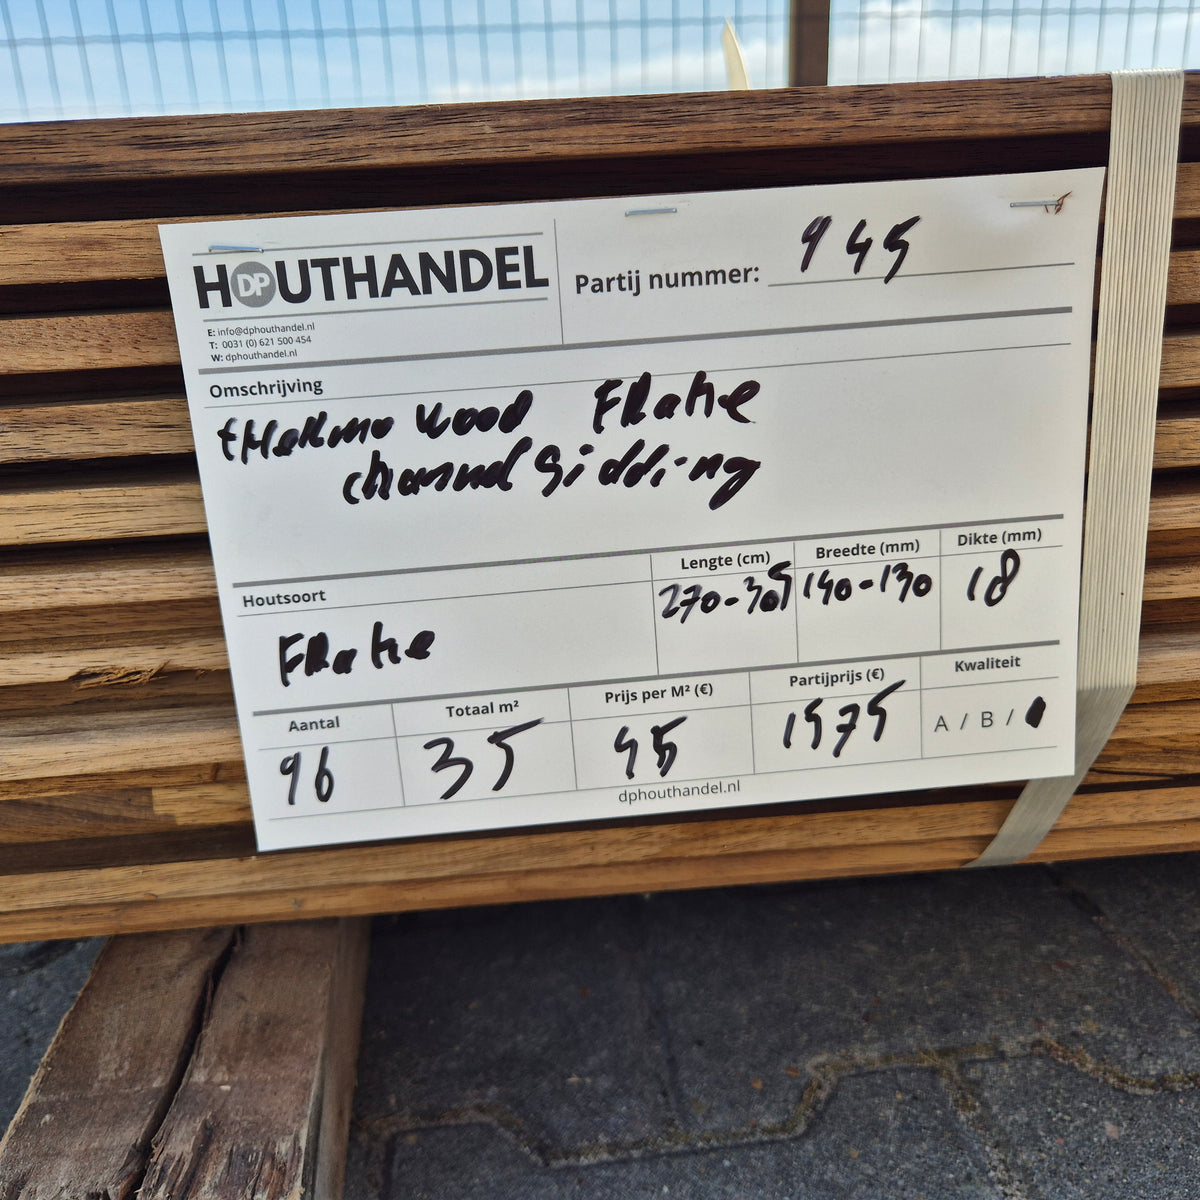 HOUTHANDEL
DP
E: info@dphouthandel.nl
T: 0031 (0) 621 500 454
W: dphouthandel.nl
Partij nummer: 945
Omschrijving
thermo wood FRake
channel sidding
Houtsoort
FRake
Lengte (cm)
270-305
Breedte (mm)
140-130
Dikte (mm)
18
Aantal
96
Totaal m²
35
Prijs per M² (€)
45
Partijprijs (€)
1575
Kwaliteit
A / B /
dphouthandel.nl